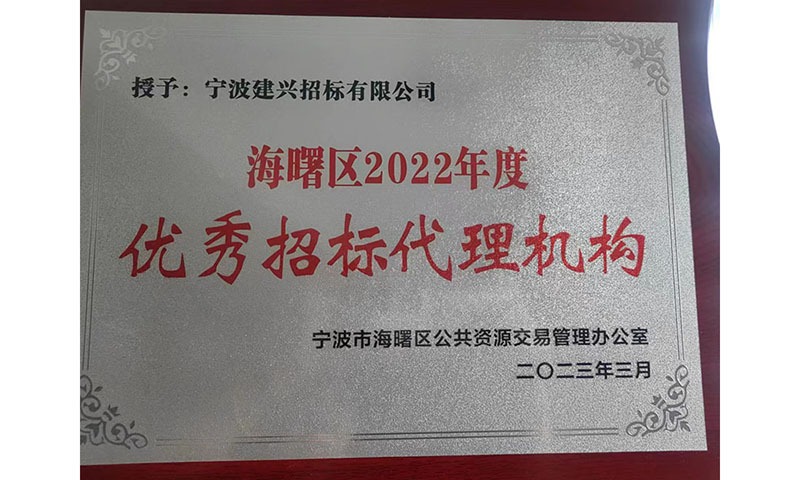 授予：宁波建兴招标有限公司
海曙区2022年度
优秀招标代理机构
宁波市海曙区公共资源交易管理办公室
二〇二三年三月